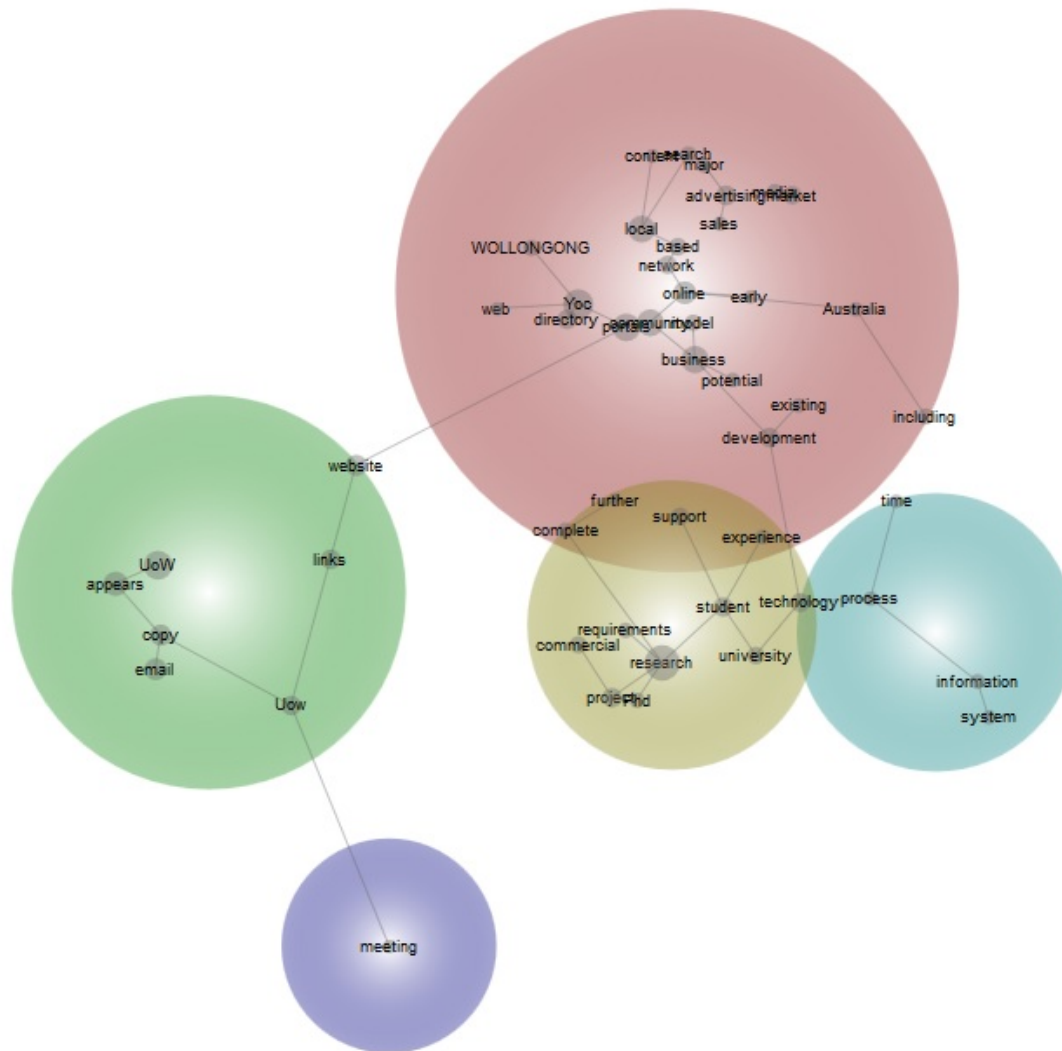 content
search
major
advertising
media
market
local
sales
WOLLONGONG
based
network
online
early
web
Yoc
directory
portals
community
model
Australia
business
potential
existing
including
development
website
further
time
support
complete
experience
links
UoW
appears
student
technology
process
copy
requirements
commercial
email
research
university
information
Uow
project
Phd
system
meeting